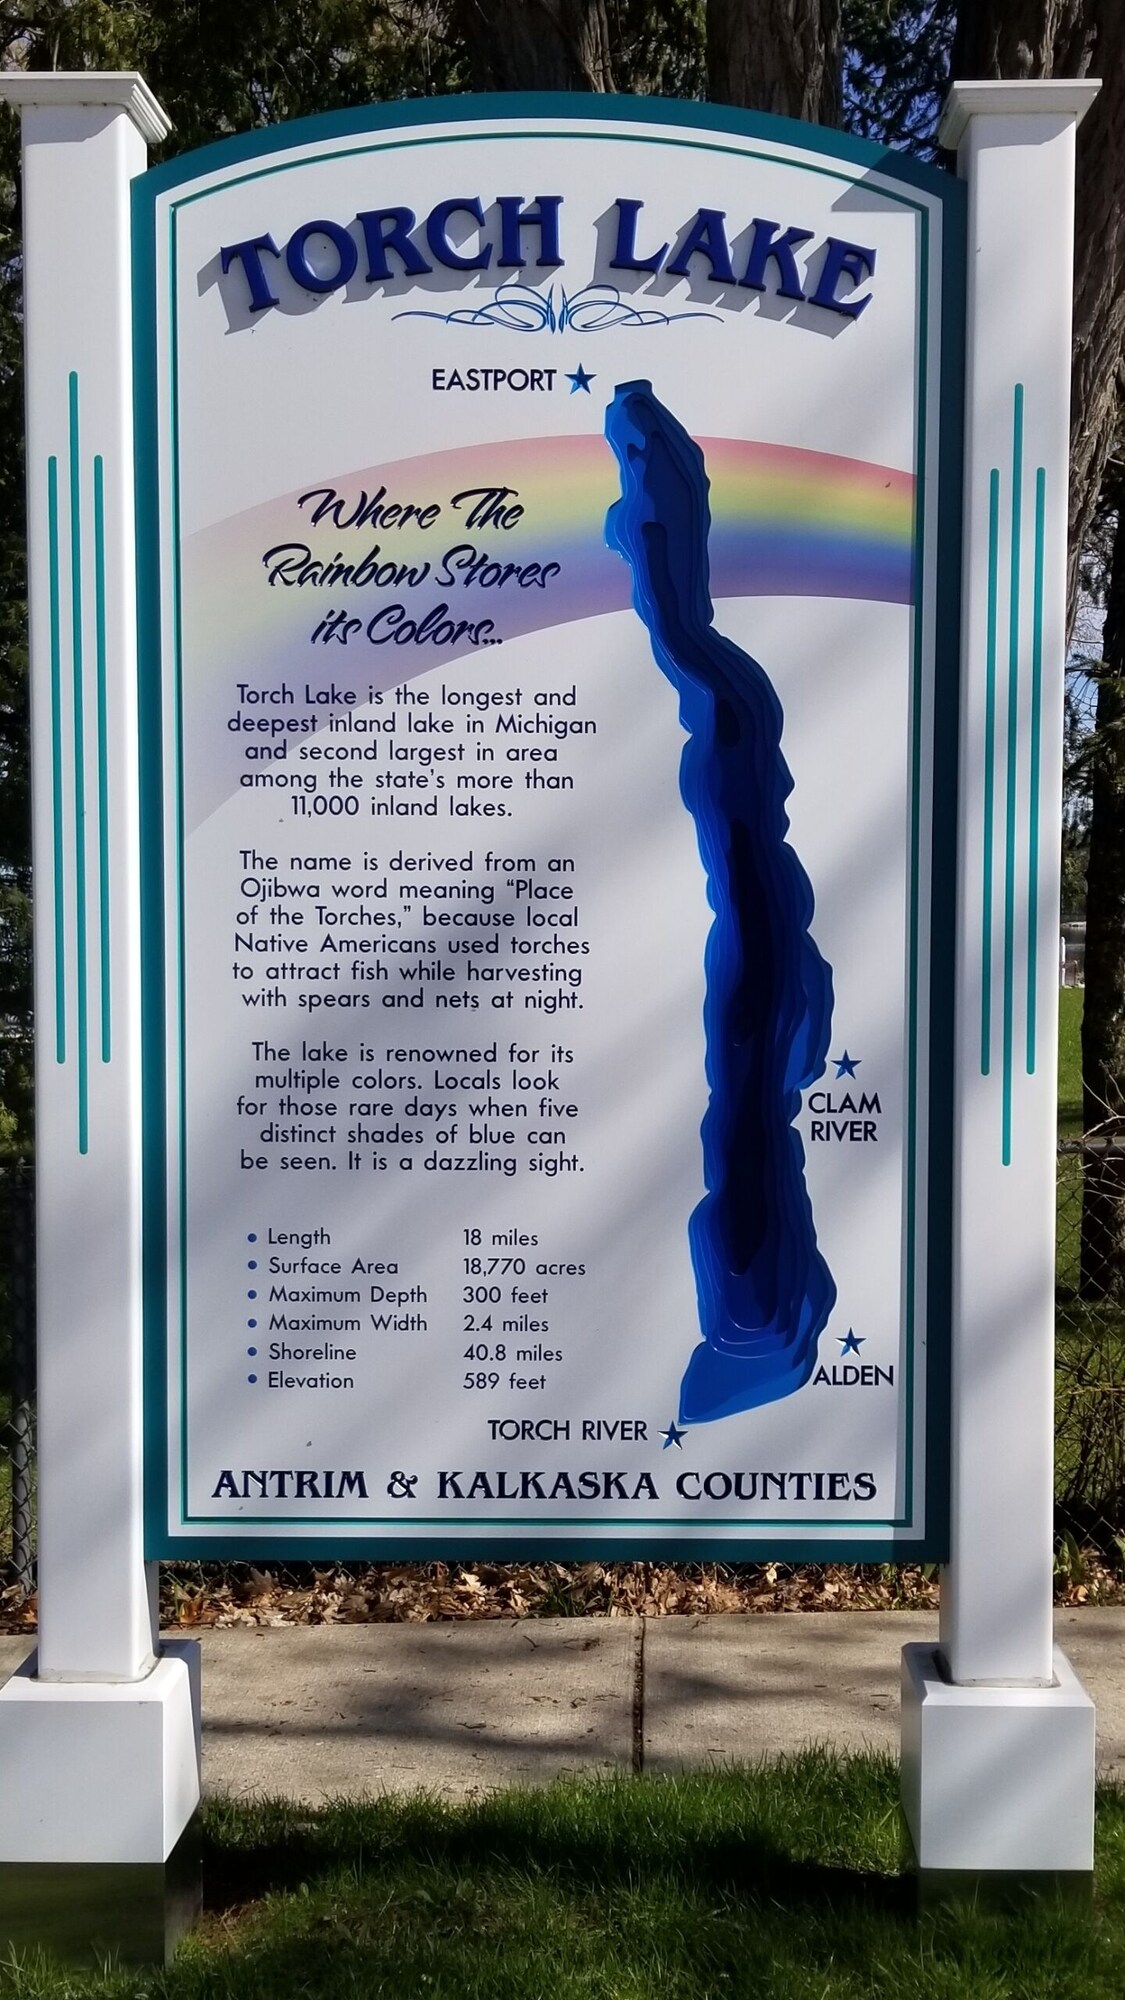 TORCH LAKE
EASTPORT
Where The
Rainbow Stores
its Colors...
Torch Lake is the longest and
deepest inland lake in Michigan
and second largest in area
among the state's more than
11,000 inland lakes.
The name is derived from an
Ojibwa word meaning “Place
of the Torches,” because local
Native Americans used torches
to attract fish while harvesting
with spears and nets at night.
The lake is renowned for its
multiple colors. Locals look
for those rare days when five
distinct shades of blue can
be seen. It is a dazzling sight.
• Length 18 miles
• Surface Area 18,770 acres
• Maximum Depth 300 feet
• Maximum Width 2.4 miles
• Shoreline 40.8 miles
• Elevation 589 feet
CLAM
RIVER
ALDEN
TORCH RIVER
ANTRIM & KALKASKA COUNTIES